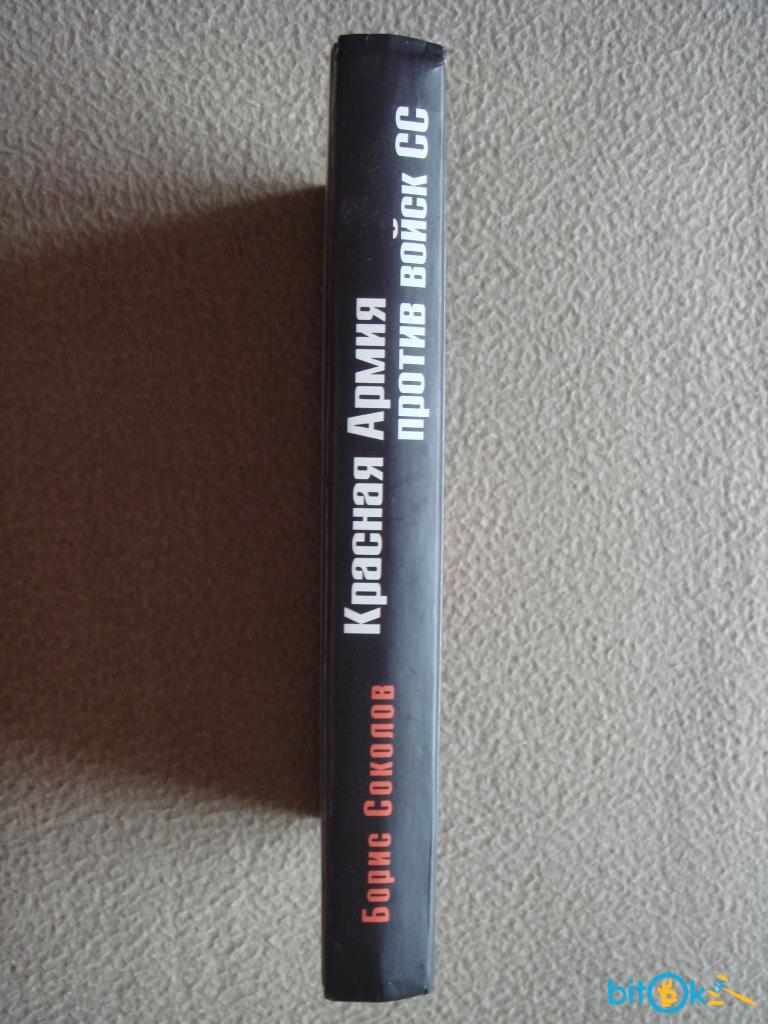 Борис Соколов
Красная Армия
против войск СС
bitok